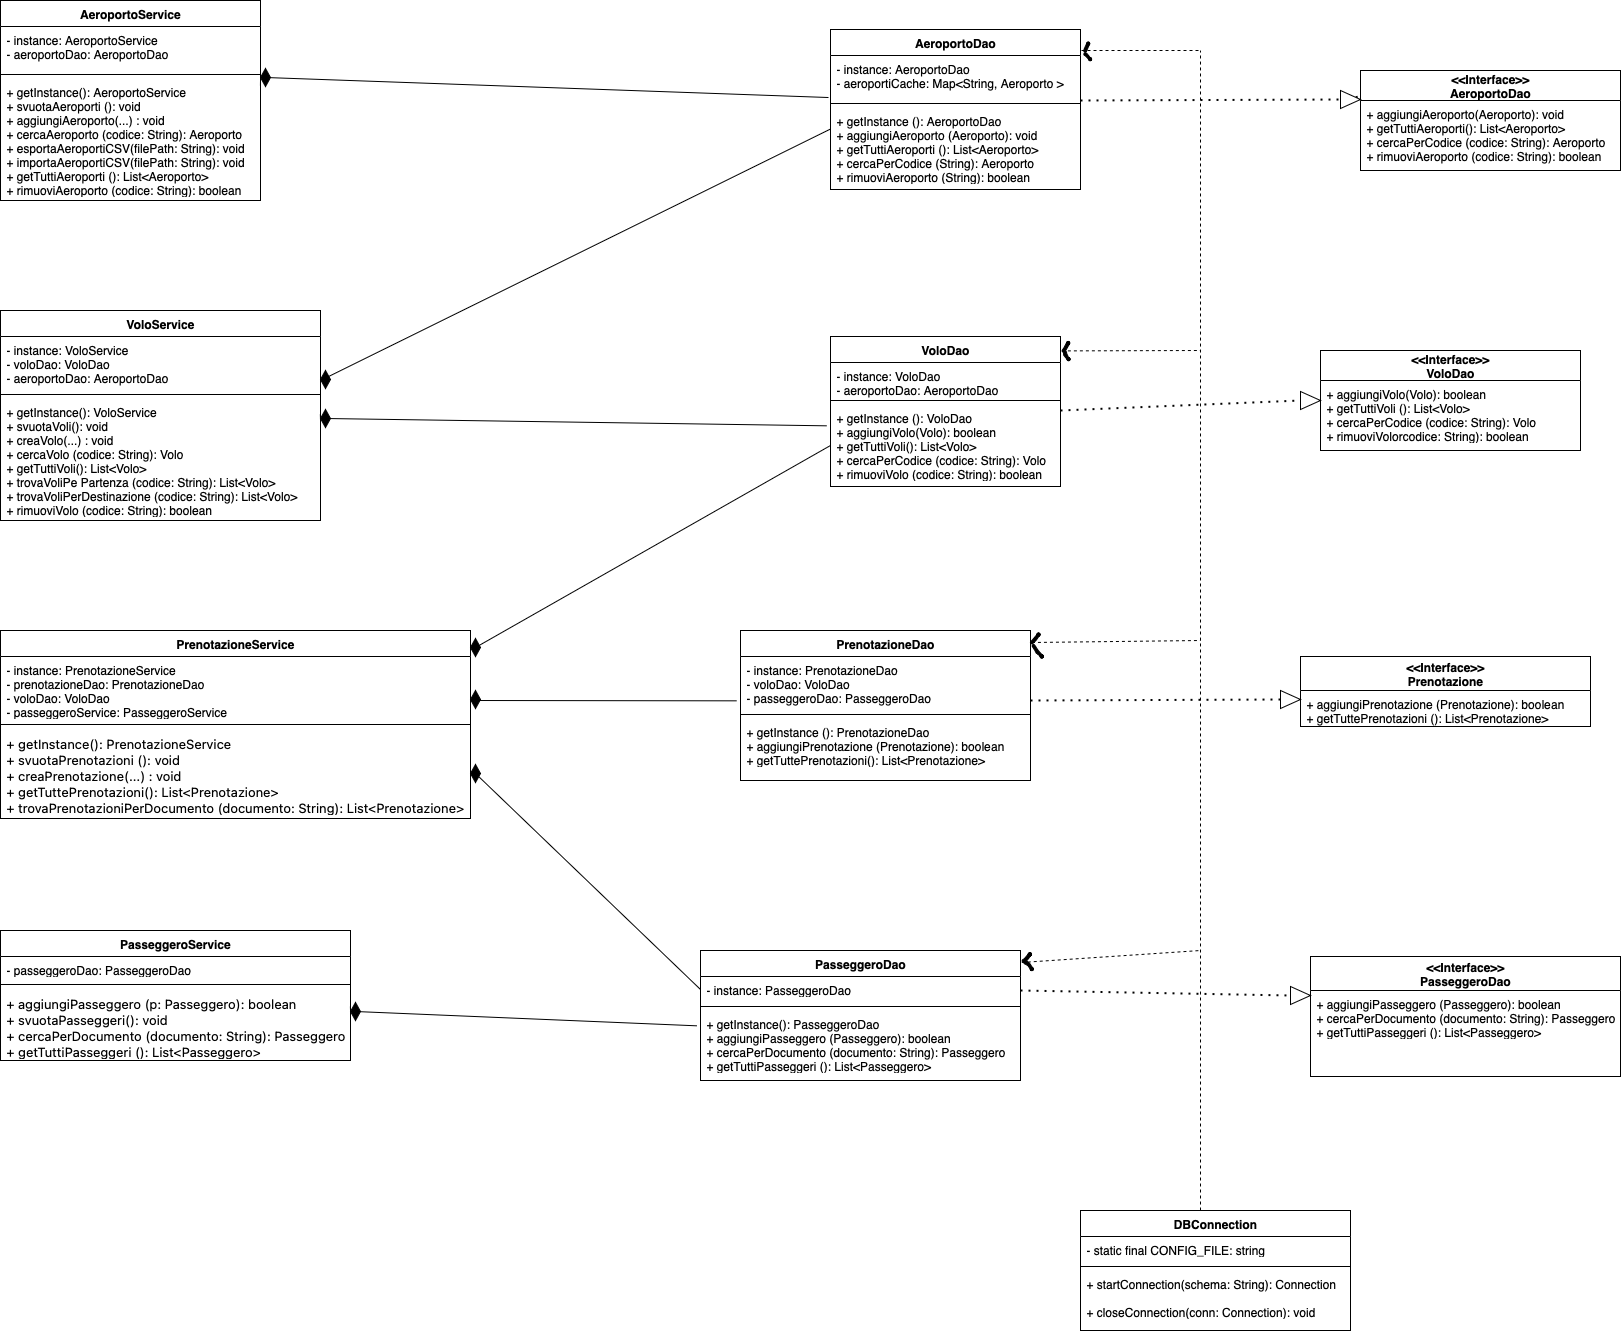 AeroportoService
- instance: AeroportoService
- aeroportoDao: AeroportoDao
+ getInstance(): AeroportoService
+ svuotaAeroporti (): void
+ aggiungiAeroporto(...) : void
+ cercaAeroporto (codice: String): Aeroporto
+ esportaAeroportiCSV(filePath: String): void
+ importaAeroportiCSV(filePath: String): void
+ getTuttiAeroporti (): List<Aeroporto>
+ rimuoviAeroporto (codice: String): boolean
AeroportoDao
- instance: AeroportoDao
- aeroportiCache: Map<String, Aeroporto >
+ getInstance (): AeroportoDao
+ aggiungiAeroporto (Aeroporto): void
+ getTuttiAeroporti (): List<Aeroporto>
+ cercaPerCodice (String): Aeroporto
+ rimuoviAeroporto (String): boolean
<<Interface>>
AeroportoDao
+ aggiungiAeroporto(Aeroporto): void
+ getTuttiAeroporti(): List<Aeroporto>
+ cercaPerCodice (codice: String): Aeroporto
+ rimuoviAeroporto (codice: String): boolean
VoloService
- instance: VoloService
- voloDao: VoloDao
- aeroportoDao: AeroportoDao
+ getInstance(): VoloService
+ svuotaVoli(): void
+ creaVolo(...) : void
+ cercaVolo (codice: String): Volo
+ getTuttiVoli(): List<Volo>
+ trovaVoliPe Partenza (codice: String): List<Volo>
+ trovaVoliPerDestinazione (codice: String): List<Volo>
+ rimuoviVolo (codice: String): boolean
VoloDao
- instance: VoloDao
- aeroportoDao: AeroportoDao
+ getInstance (): VoloDao
+ aggiungiVolo(Volo): boolean
+ getTuttiVoli(): List<Volo>
+ cercaPerCodice (codice: String): Volo
+ rimuoviVolo (codice: String): boolean
<<Interface>>
VoloDao
+ aggiungiVolo(Volo): boolean
+ getTuttiVoli (): List<Volo>
+ cercaPerCodice (codice: String): Volo
+ rimuoviVolorcodice: String): boolean
PrenotazioneService
- instance: PrenotazioneService
- prenotazioneDao: PrenotazioneDao
- voloDao: VoloDao
- passeggeroService: PasseggeroService
+ getInstance(): PrenotazioneService
+ svuotaPrenotazioni (): void
+ creaPrenotazione(...) : void
+ getTuttePrenotazioni(): List<Prenotazione>
+ trovaPrenotazioniPerDocumento (documento: String): List<Prenotazione>
PrenotazioneDao
- instance: PrenotazioneDao
- voloDao: VoloDao
- passeggeroDao: PasseggeroDao
+ getInstance (): PrenotazioneDao
+ aggiungiPrenotazione (Prenotazione): boolean
+ getTuttePrenotazioni(): List<Prenotazione>
<<Interface>>
Prenotazione
+ aggiungiPrenotazione (Prenotazione): boolean
+ getTuttePrenotazioni (): List<Prenotazione>
PasseggeroService
- passeggeroDao: PasseggeroDao
+ aggiungiPasseggero (p: Passeggero): boolean
+ svuotaPasseggeri(): void
+ cercaPerDocumento (documento: String): Passeggero
+ getTuttiPasseggeri (): List<Passeggero>
PasseggeroDao
- instance: PasseggeroDao
+ getInstance(): PasseggeroDao
+ aggiungiPasseggero (Passeggero): boolean
+ cercaPerDocumento (documento: String): Passeggero
+ getTuttiPasseggeri (): List<Passeggero>
<<Interface>>
PasseggeroDao
+ aggiungiPasseggero (Passeggero): boolean
+ cercaPerDocumento (documento: String): Passeggero
+ getTuttiPasseggeri (): List<Passeggero>
DBConnection
- static final CONFIG_FILE: string
+ startConnection(schema: String): Connection
+ closeConnection(conn: Connection): void